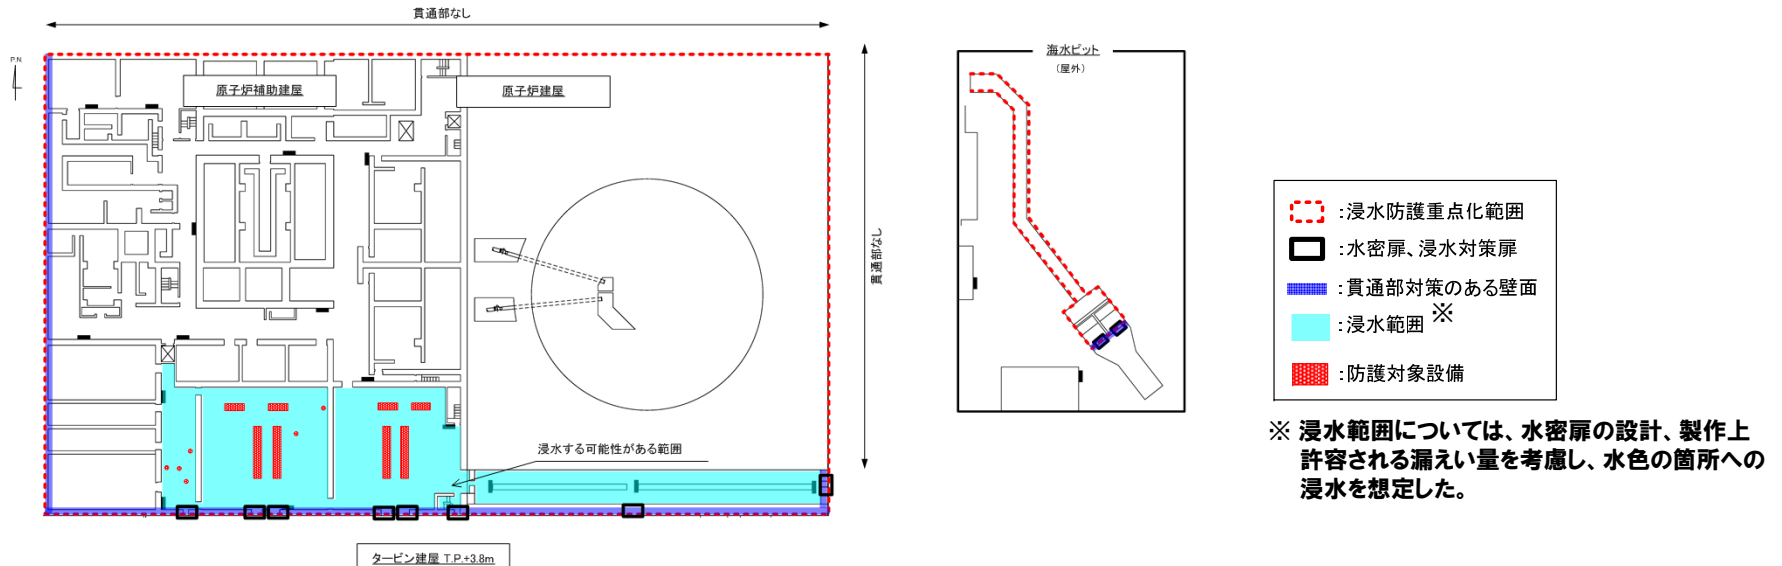 貫通部なし
P.N
原子炉補助建屋
原子炉建屋
貫通部なし
浸水する可能性がある範囲
タービン建屋 T.P.+3.8m
海水ピット
(屋外)
:浸水防護重点化範囲
:水密扉、浸水対策扉
:貫通部対策のある壁面
:浸水範囲 ※
:防護対象設備
※ 浸水範囲については、水密扉の設計、製作上
許容される漏えい量を考慮し、水色の箇所への
浸水を想定した。